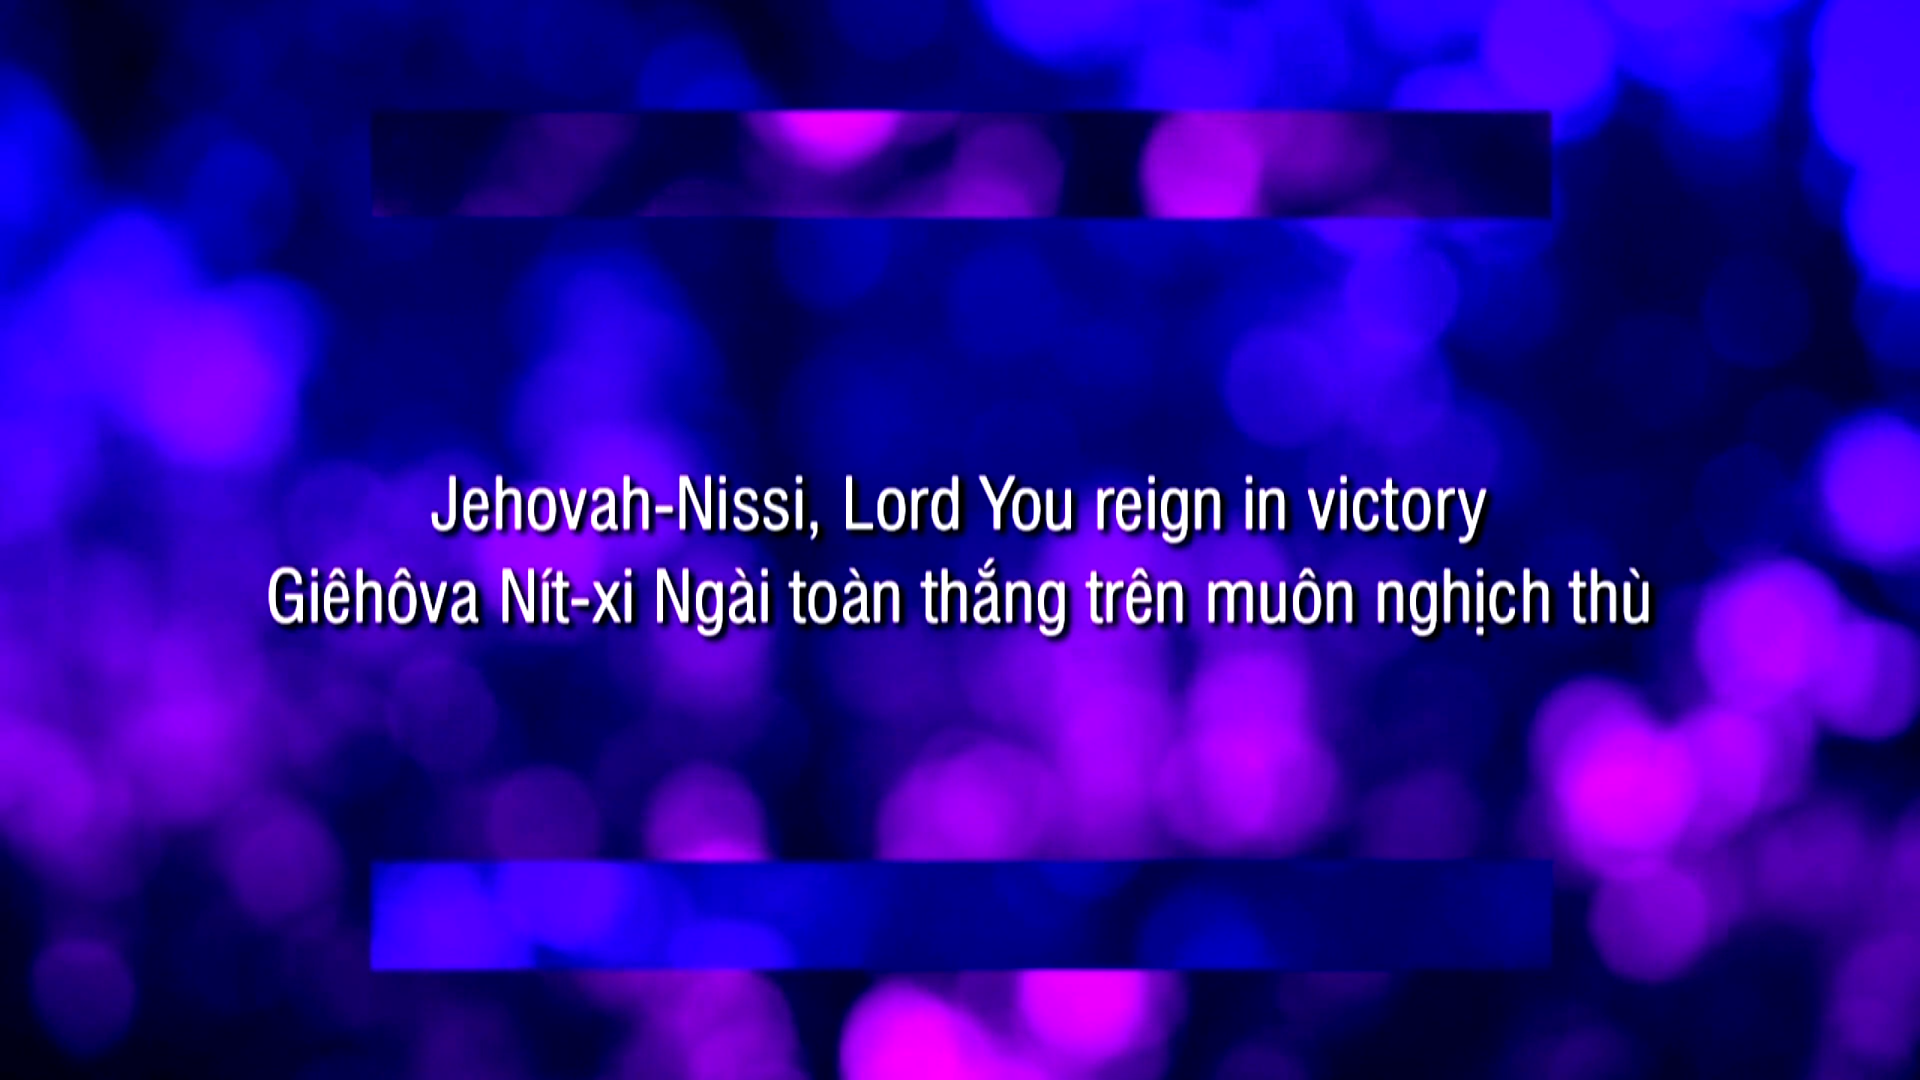 Jehovah-Nissi, Lord You reign in victory
Giêhôva Nít-xi Ngài toàn thắng trên muôn nghịch thù